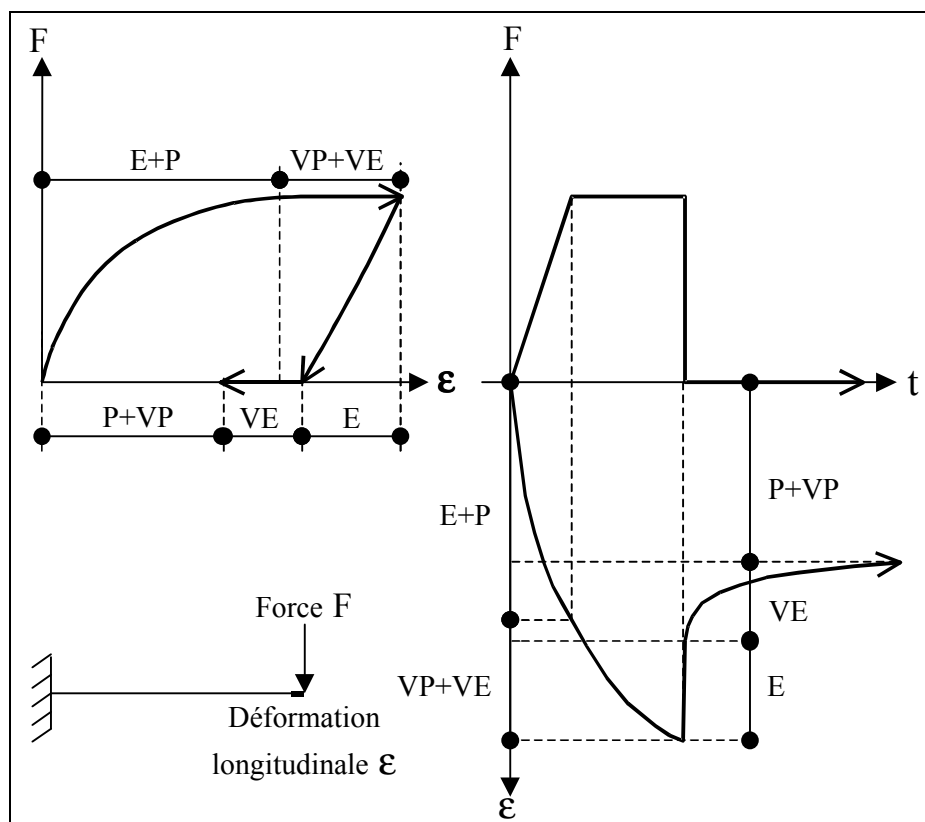 F
E+P
VP+VE
ε
P+VP
VE
E
Force F
Déformation
longitudinale ε
F
t
E+P
VP+VE
P+VP
VE
E
ε